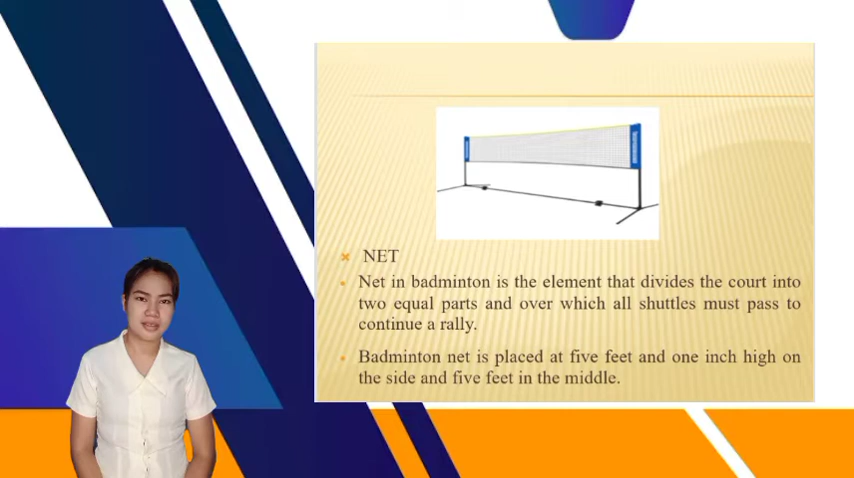 NET
Net in badminton is the element that divides the court into
two equal parts and over which all shuttles must pass to
continue a rally.
Badminton net is placed at five feet and one inch high on
the side and five feet in the middle.